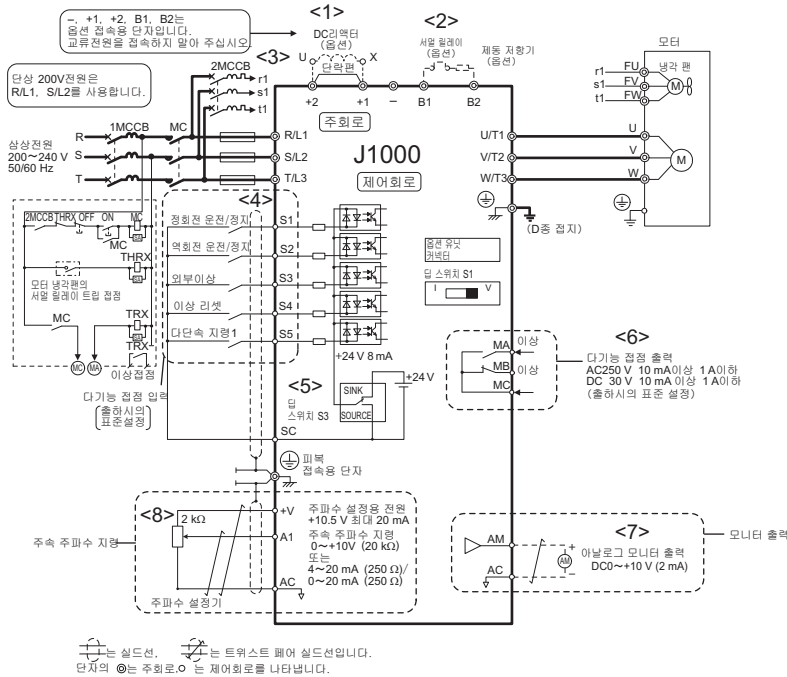 –, +1, +2, B1, B2는
옵션 접속용 단자입니다.
교류전원을 접속하지 말아 주십시오.
<1>
DC리액터
(옵션)
U X
단락편
<2>
서멀 릴레이
(옵션)
제동 저항기
(옵션)
모터
<3>
2MCCB
r1
s1
t1
단상 200V전원은
R/L1, S/L2를 사용합니다.
+2 +1 – B1 B2
주회로
r1 FU
s1 FV
t1 FW
냉각 팬
M
삼상전원
200~240 V
50/60 Hz
R
S
T
1MCCB MC
R/L1
S/L2
T/L3
J1000
제어회로
U/T1
V/T2
W/T3
U
V
W
M
(D종 접지)
<4>
2MCCB THRX OFF ON MC
SA
MC
THRX
SA
모터 냉각팬의
서멀 릴레이 트립 접점
MC
TRX
SA
TRX
MC MA
이상접점
정회전 운전/정지 S1
역회전 운전/정지 S2
외부이상 S3
이상 리셋 S4
다단속 지령1 S5
+24 V 8 mA
다기능 접점 입력
(출하시의
표준설정)
옵션 유닛
커넥터
딥 스위치 S1
I V
<5>
딥
스위치 S3
SINK
SOURCE
+24 V
SC
<6>
MA 이상
MB 이상
MC
다기능 접점 출력
AC250 V 10 mA이상 1 A이하
DC 30 V 10 mA 이상 1 A이하
(출하시의 표준 설정)
피복
접속용 단자
<8>
주속 주파수 지령
2 kΩ
주파수 설정기
+V
A1
AC
주파수 설정용 전원
+10.5 V 최대 20 mA
주속 주파수 지령
0~+10V (20 kΩ)
또는
4~20 mA (250 Ω)/
0~20 mA (250 Ω)
<7>
AM
AC
+
AM
–
아날로그 모니터 출력
DC0~+10 V (2 mA)
모니터 출력
는 실드선, 는 트위스트 페어 실드선입니다.
단자의 ◎는 주회로,○ 는 제어회로를 나타냅니다.